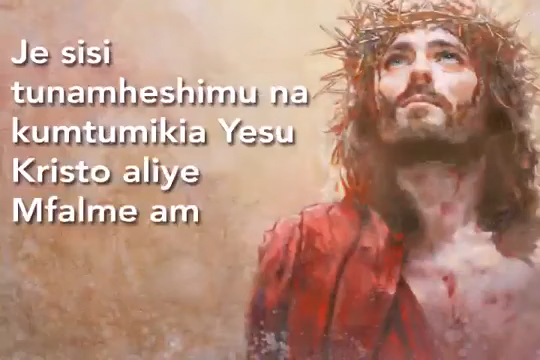 Je sisi
tunamheshimu na
kumtumikia Yesu
Kristo aliye
Mfalme am